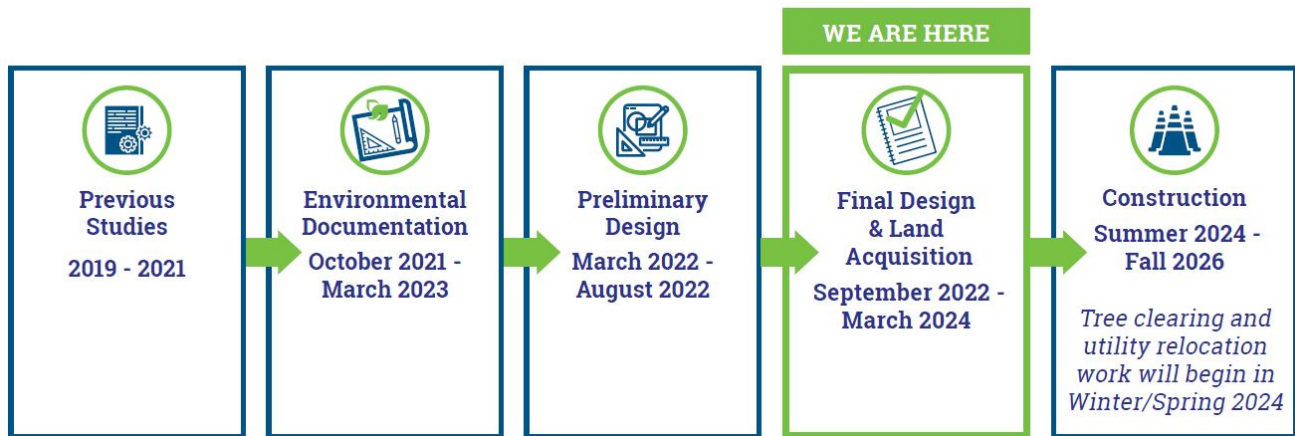 WE ARE HERE
Previous
Studies
2019 - 2021
Environmental
Documentation
October 2021 -
March 2023
Preliminary
Design
March 2022 -
August 2022
Final Design
& Land
Acquisition
September 2022 -
March 2024
Construction
Summer 2024 -
Fall 2026
Tree clearing and
utility relocation
work will begin in
Winter/Spring 2024